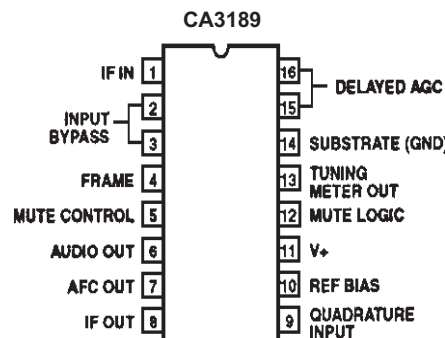 CA3189
IF IN 1
16
DELAYED AGC
2
15
INPUT
BYPASS
3
14 SUBSTRATE (GND)
FRAME 4
13 TUNING
METER OUT
MUTE CONTROL 5
12 MUTE LOGIC
AUDIO OUT 6
11 V+
AFC OUT 7
10 REF BIAS
IF OUT 8
9 QUADRATURE
INPUT